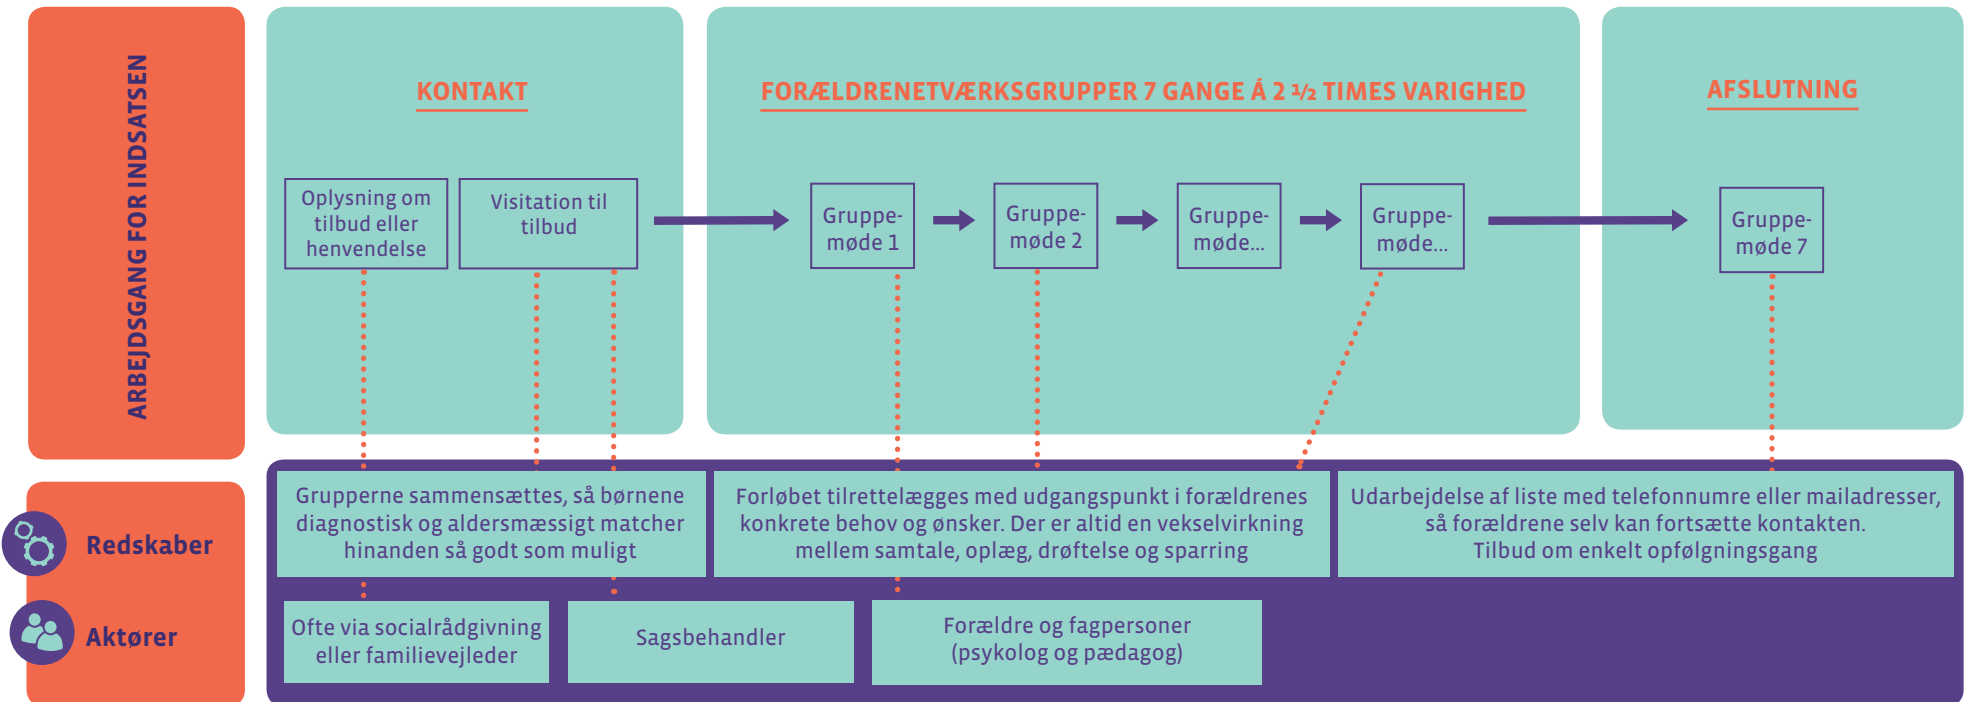 ARBEJDSGANG FOR INDSATSEN
KONTAKT
Oplysning om
tilbud eller
henvendelse
Visitation til
tilbud
FORÆLDRENETVÆRKSGRUPPER 7 GANGE Á 2 ½ TIMES VARIGHED
Gruppe-
møde 1
Gruppe-
møde 2
Gruppe-
møde...
Gruppe-
møde...
AFSLUTNING
Gruppe-
møde 7
Redskaber
Grupperne sammensættes, så børnene
diagnostisk og aldersmæssigt matcher
hinanden så godt som muligt
Forløbet tilrettelægges med udgangspunkt i forældrenes
konkrete behov og ønsker. Der er altid en vekselvirkning
mellem samtale, oplæg, drøftelse og sparring
Udarbejdelse af liste med telefonnumre eller mailadresser,
så forældrene selv kan fortsætte kontakten.
Tilbud om enkelt opfølgningsgang
Aktører
Ofte via socialrådgivning
eller familievejleder
Sagsbehandler
Forældre og fagpersoner
(psykolog og pædagog)